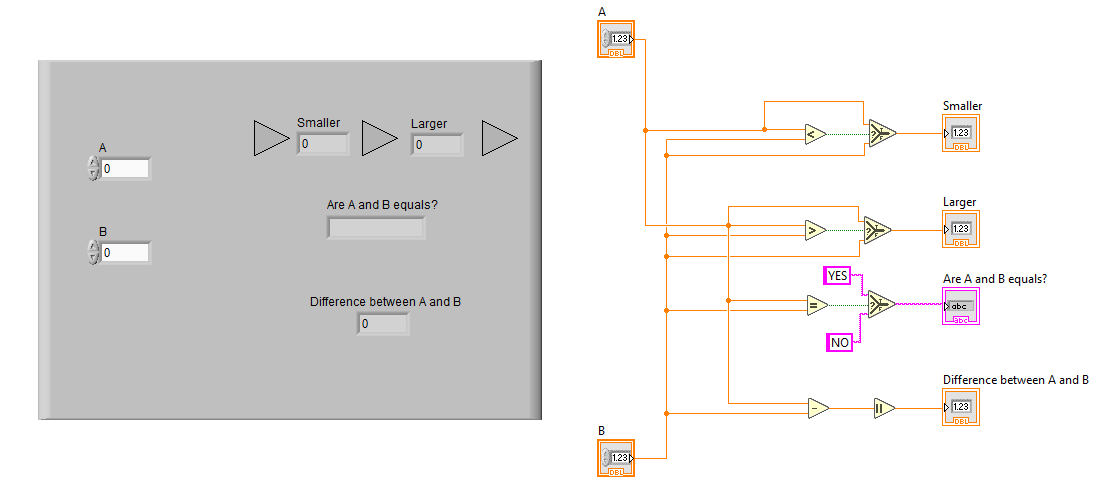 Smaller
0
Larger
0
A
0
Are A and B equals?
B
0
Difference between A and B
0
A
1.23
DBL
Smaller
1.23
DBL
<
?
T
F
Larger
1.23
DBL
>
?
T
F
YES
Are A and B equals?
abc
abc
=
?
T
F
NO
Difference between A and B
1.23
DBL
-
B
1.23
DBL